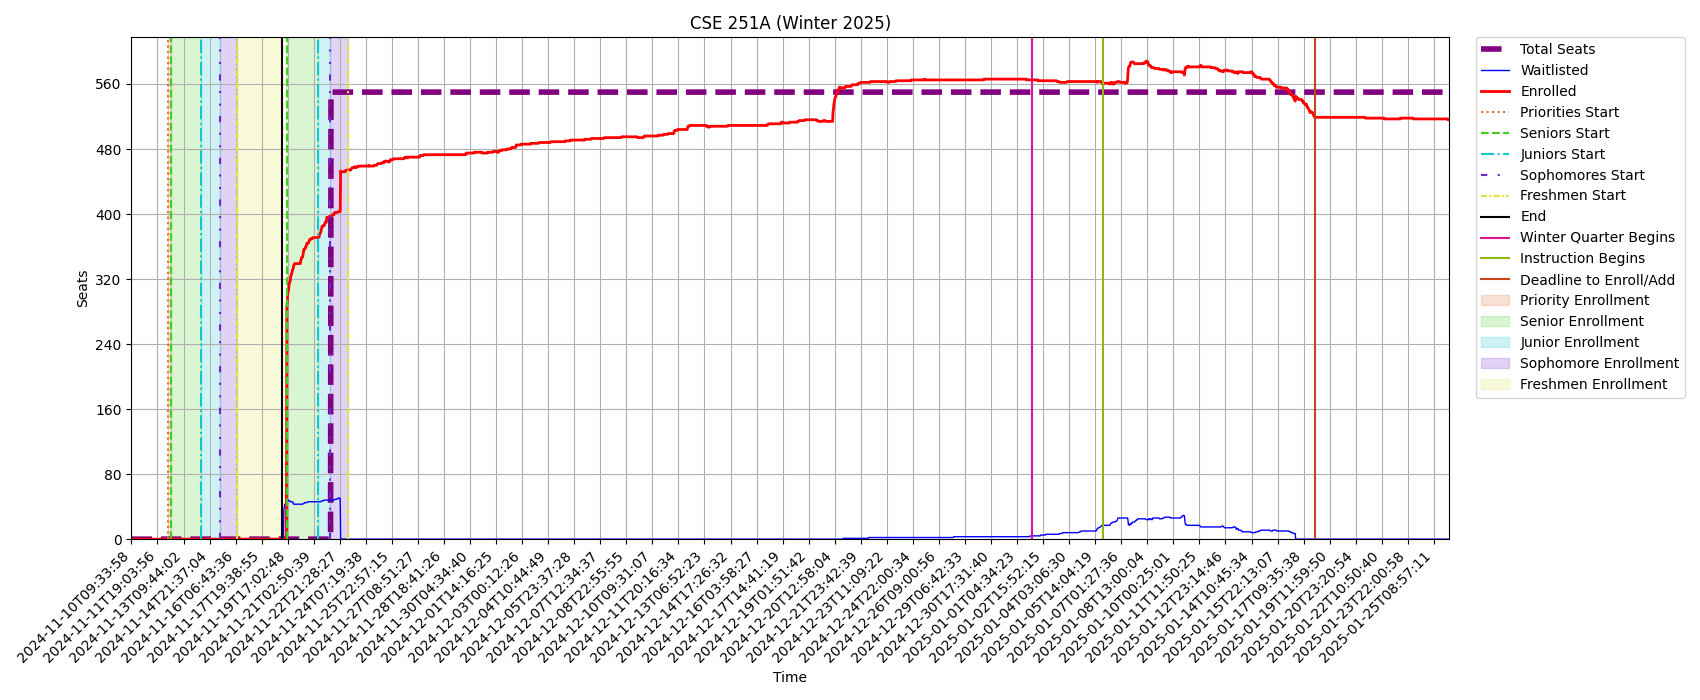 CSE 251A (Winter 2025)
Seats
560
480
400
320
240
160
80
0
2024-11-10T09:33:58
2024-11-11T19:03:56
2024-11-13T09:44:02
2024-11-14T21:37:04
2024-11-16T06:43:36
2024-11-17T19:38:55
2024-11-19T17:02:48
2024-11-21T02:50:39
2024-11-22T21:28:27
2024-11-24T07:19:38
2024-11-25T22:57:15
2024-11-27T08:51:27
2024-11-28T18:41:26
2024-11-30T04:34:40
2024-12-01T14:16:25
2024-12-03T00:12:26
2024-12-04T10:44:49
2024-12-05T23:37:28
2024-12-07T12:34:37
2024-12-08T22:55:55
2024-12-10T09:31:07
2024-12-11T20:16:34
2024-12-13T06:52:23
2024-12-14T17:26:32
2024-12-16T03:58:27
2024-12-17T14:41:19
2024-12-19T01:51:42
2024-12-20T12:58:04
2024-12-21T23:42:39
2024-12-23T11:09:22
2024-12-24T22:00:34
2024-12-26T09:00:56
2024-12-29T06:42:33
2024-12-30T17:31:40
2025-01-01T04:34:23
2025-01-02T15:52:15
2025-01-04T03:06:30
2025-01-05T14:04:19
2025-01-07T01:27:36
2025-01-08T13:00:04
2025-01-10T00:25:01
2025-01-11T11:50:25
2025-01-12T23:14:46
2025-01-14T10:45:34
2025-01-15T22:13:07
2025-01-17T09:35:38
2025-01-19T11:59:50
2025-01-20T23:20:54
2025-01-22T10:50:40
2025-01-23T22:00:58
2025-01-25T08:57:11
Time
Total Seats
Waitlisted
Enrolled
Priorities Start
Seniors Start
Juniors Start
Sophomores Start
Freshmen Start
End
Winter Quarter Begins
Instruction Begins
Deadline to Enroll/Add
Priority Enrollment
Senior Enrollment
Junior Enrollment
Sophomore Enrollment
Freshmen Enrollment